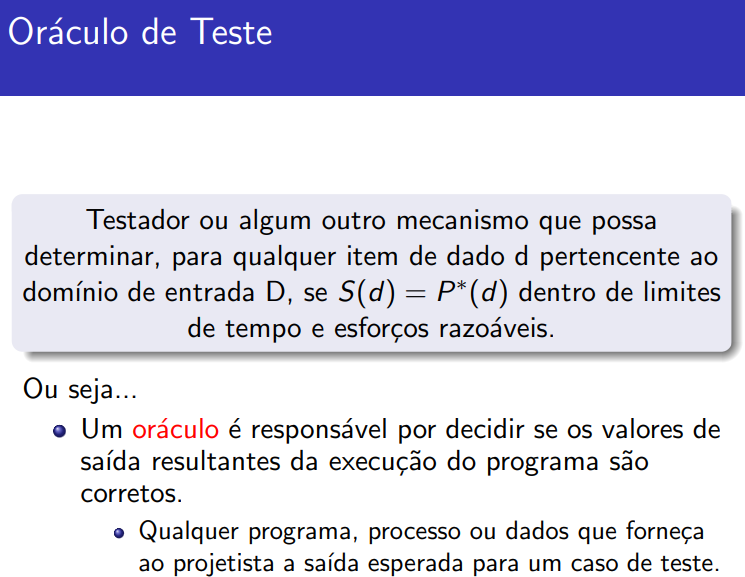 Oráculo de Teste
Testador ou algum outro mecanismo que possa
determinar, para qualquer item de dado d pertencente ao
domínio de entrada D, se S(d) = P*(d) dentro de limites
de tempo e esforços razoáveis.
Ou seja...
Um oráculo é responsável por decidir se os valores de
saída resultantes da execução do programa são
corretos.
Qualquer programa, processo ou dados que forneça
ao projetista a saída esperada para um caso de teste.